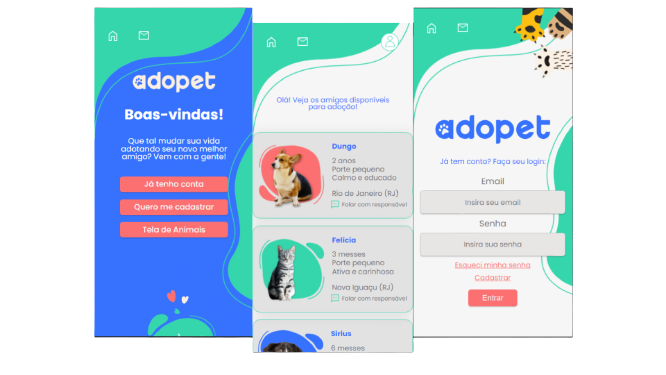 adopet
Boas-vindas!
Que tal mudar sua vida
adotando seu novo melhor
amigo? Vem com a gente!
Já tenho conta
Quero me cadastrar
Tela de Animais
Olá! Veja os amigos disponíveis
para adoção!
Dungo
2 anos
Porte pequeno
Calmo e educado
Rio de Janeiro (RJ)
Falar com responsável
Felícia
3 messes
Porte pequeno
Ativa e carinhosa
Nova Iguaçu (RJ)
Falar com responsável
Sirius
6 messes
adopet
Já tem conta? Faça seu login:
Email
Insira seu email
Senha
Insira sua senha
Esqueci minha senha
Cadastrar
Entrar